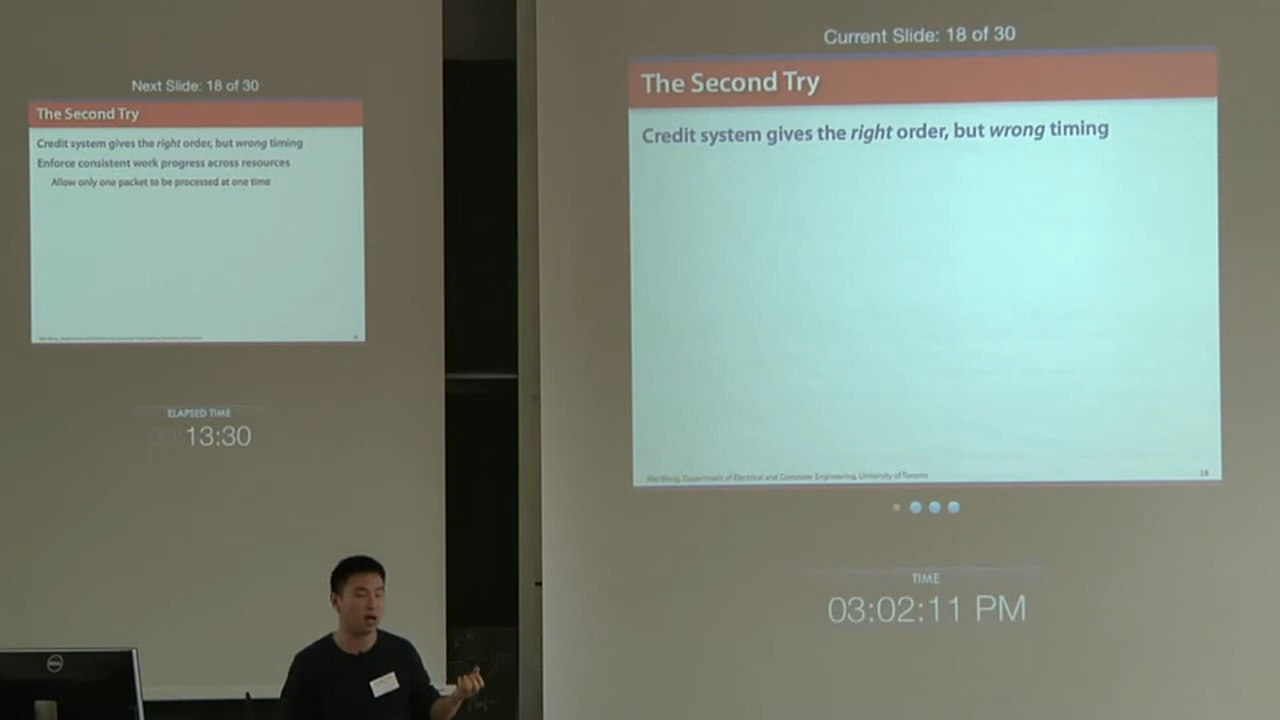 Next Slide: 18 of 30
The Second Try
Credit system gives the right order, but wrong timing
Enforce consistent work progress across resources
Allow only one packet to be processed at one time
ELAPSED TIME
13:30
Current Slide: 18 of 30
The Second Try
Credit system gives the right order, but wrong timing
Wei Wang, Department of Electrical and Computer Engineering, University of Toronto
18
TIME
03:02:11 PM
DELL